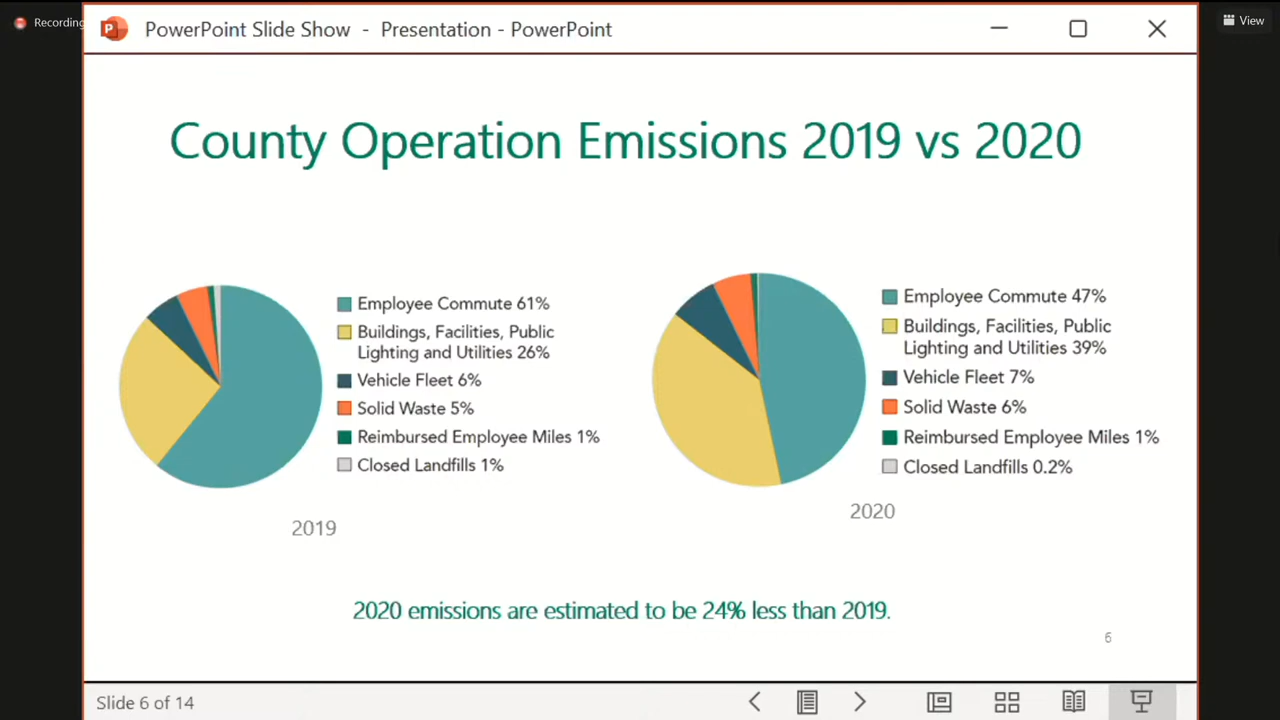 Recording
PowerPoint Slide Show - Presentation - PowerPoint
View
County Operation Emissions 2019 vs 2020
Employee Commute 61%
Buildings, Facilities, Public
Lighting and Utilities 26%
Vehicle Fleet 6%
Solid Waste 5%
Reimbursed Employee Miles 1%
Closed Landfills 1%
2019
Employee Commute 47%
Buildings, Facilities, Public
Lighting and Utilities 39%
Vehicle Fleet 7%
Solid Waste 6%
Reimbursed Employee Miles 1%
Closed Landfills 0.2%
2020
2020 emissions are estimated to be 24% less than 2019.
6
Slide 6 of 14